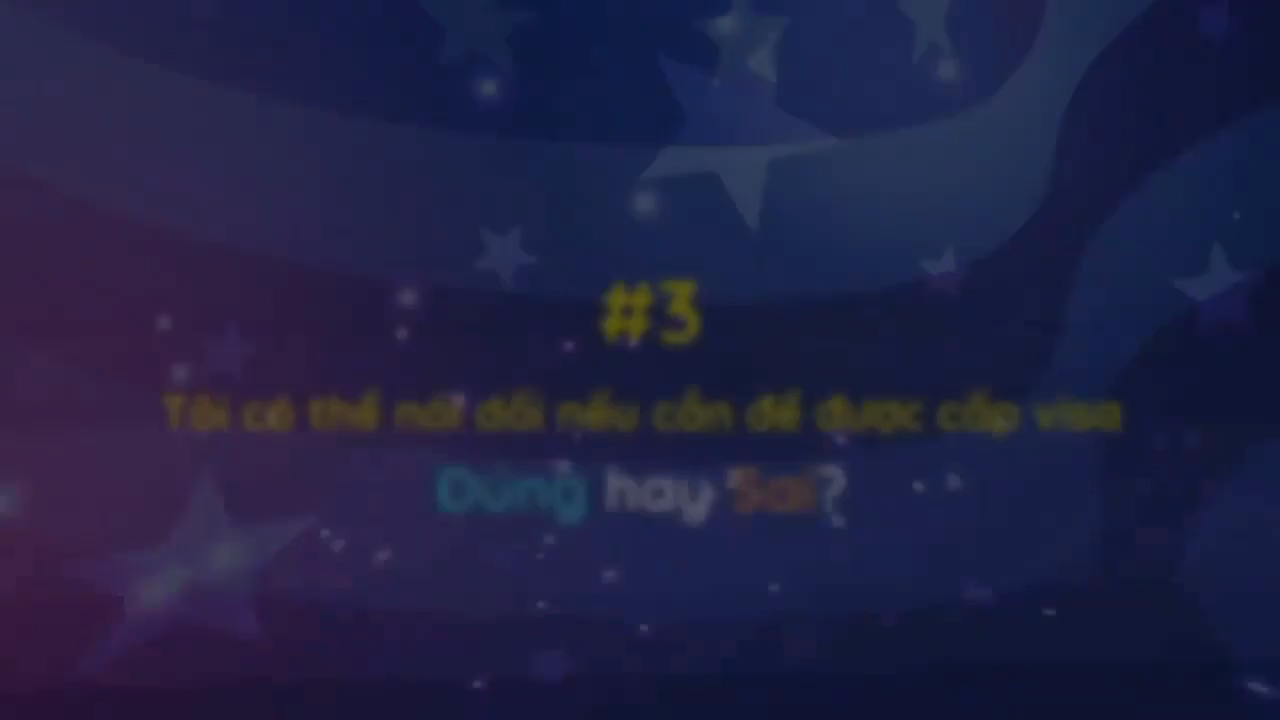 #3
Tôi có thể nói dối nếu cần để được cấp visa
Đúng hay Sai?